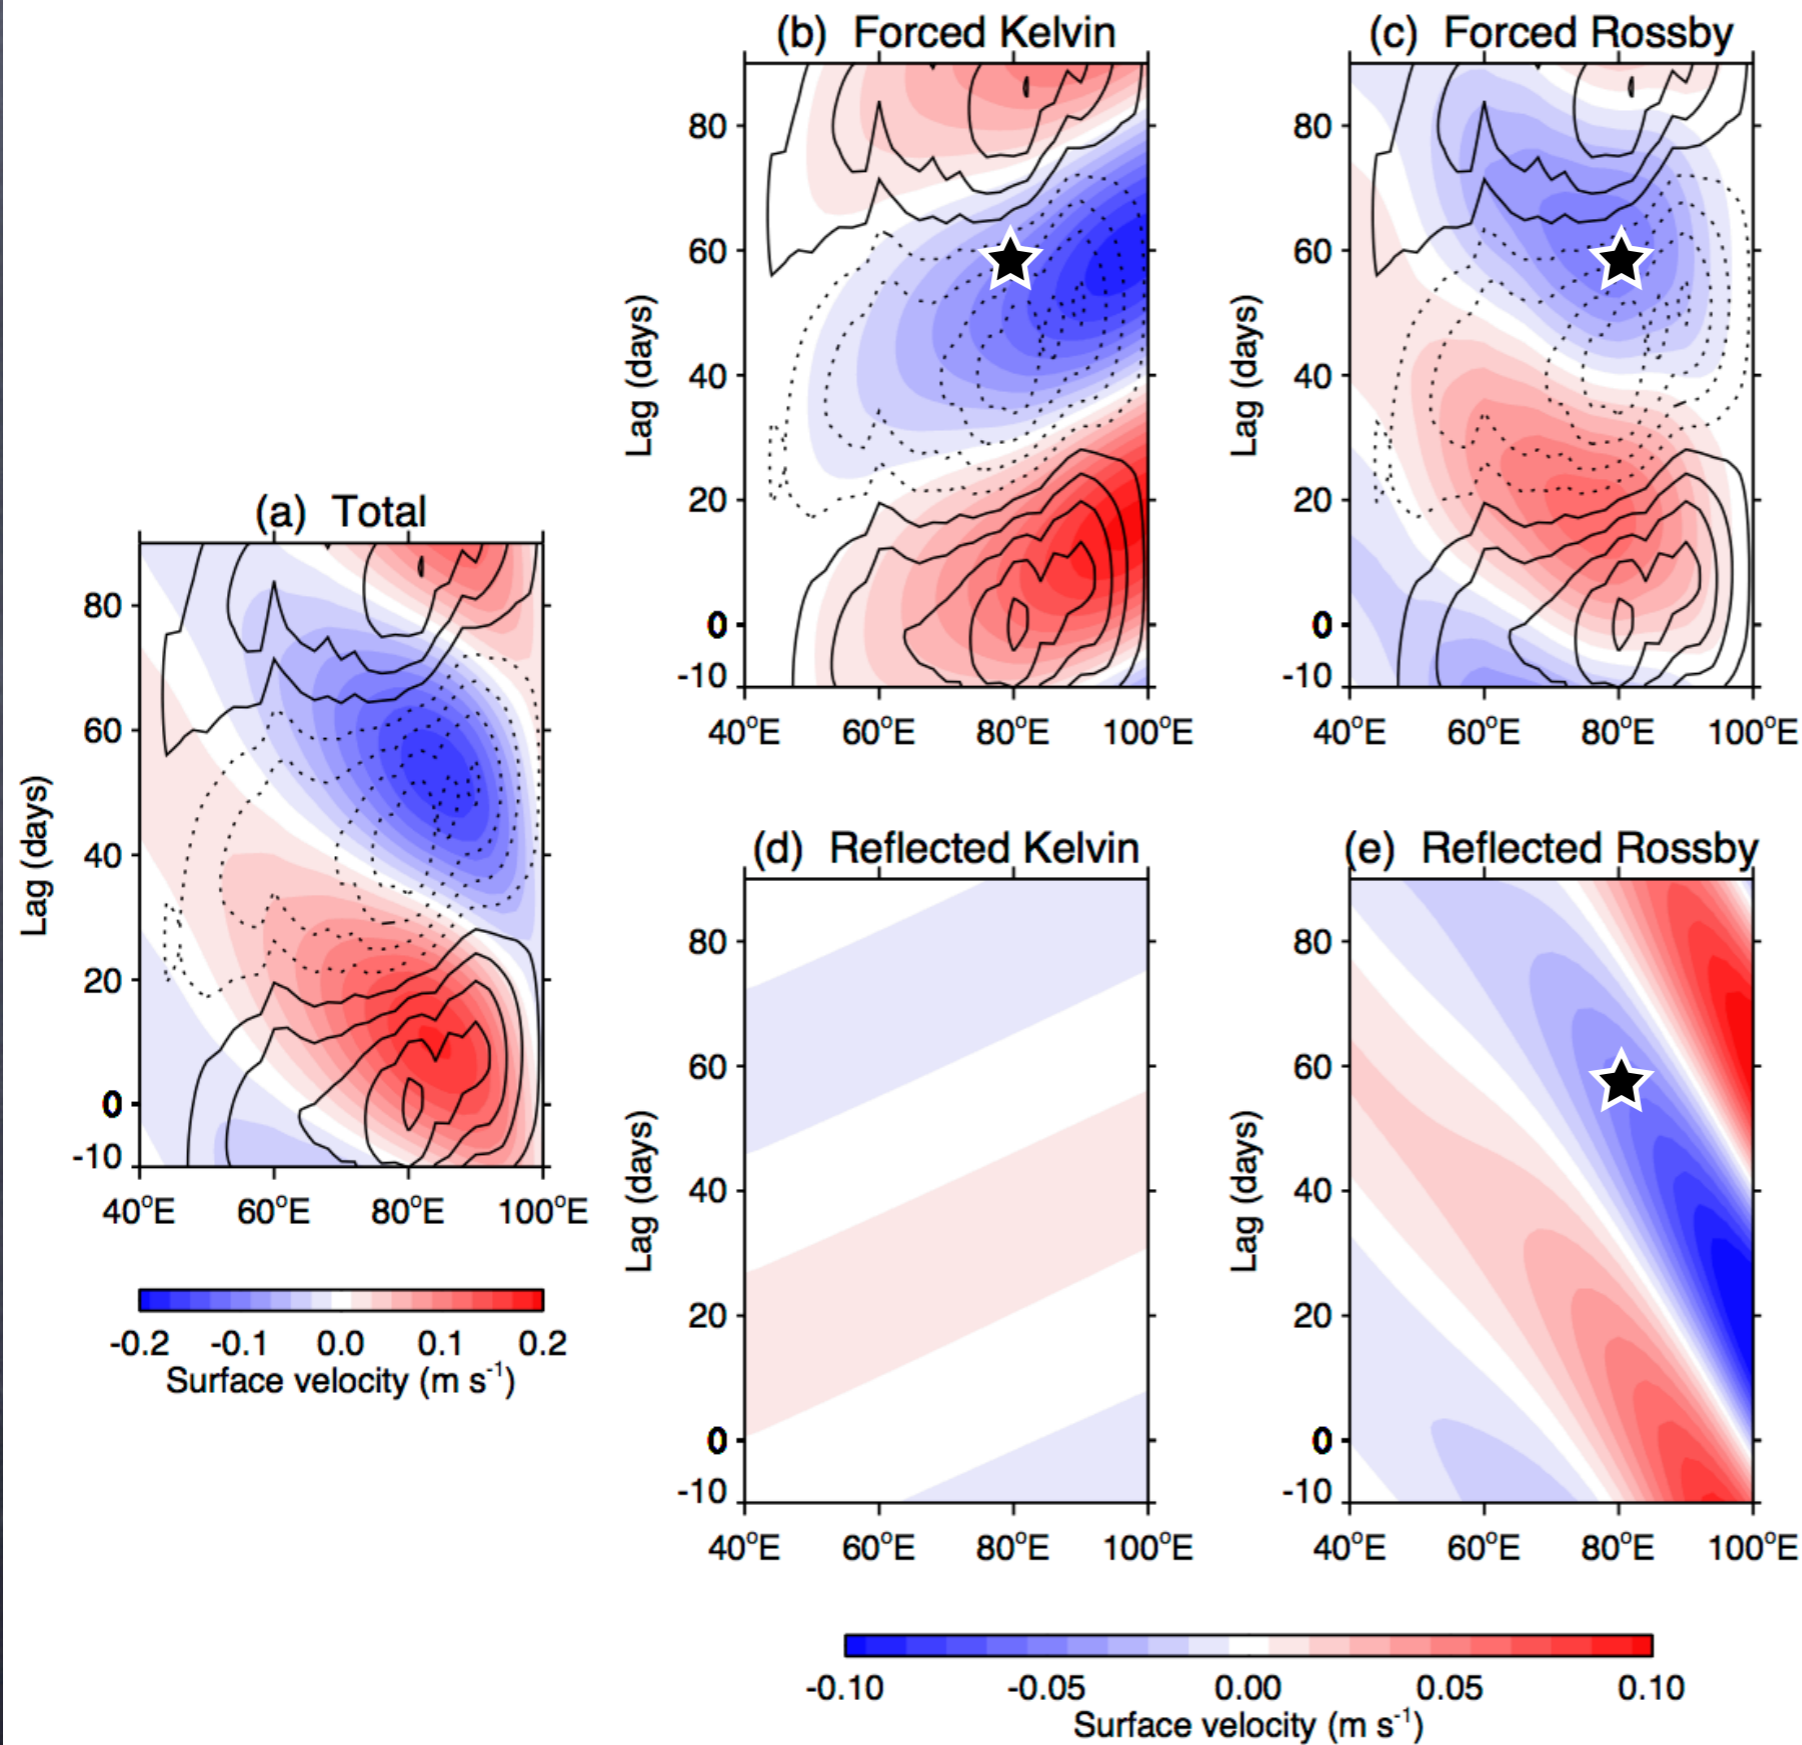 (b) Forced Kelvin
(c) Forced Rossby
80
60
40
20
0
-10
Lag (days)
40°E 60°E 80°E 100°E
80
60
40
20
0
-10
Lag (days)
40°E 60°E 80°E 100°E
(a) Total
80
60
40
20
0
-10
Lag (days)
40°E 60°E 80°E 100°E
-0.2 -0.1 0.0 0.1 0.2
Surface velocity (m s⁻¹)
(d) Reflected Kelvin
(e) Reflected Rossby
80
60
40
20
0
-10
Lag (days)
40°E 60°E 80°E 100°E
80
60
40
20
0
-10
Lag (days)
40°E 60°E 80°E 100°E
-0.10 -0.05 0.00 0.05 0.10
Surface velocity (m s⁻¹)